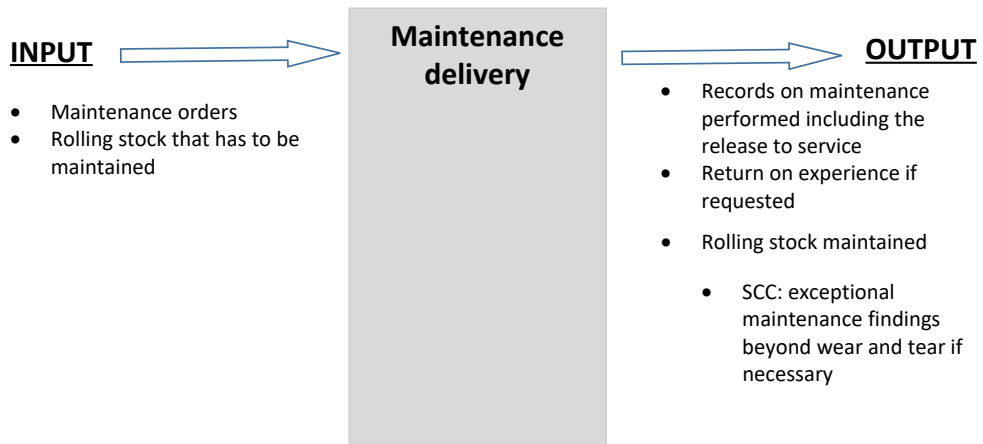 INPUT
• Maintenance orders
• Rolling stock that has to be
maintained
Maintenance
delivery
OUTPUT
• Records on maintenance
performed including the
release to service
• Return on experience if
requested
• Rolling stock maintained
• SCC: exceptional
maintenance findings
beyond wear and tear if
necessary